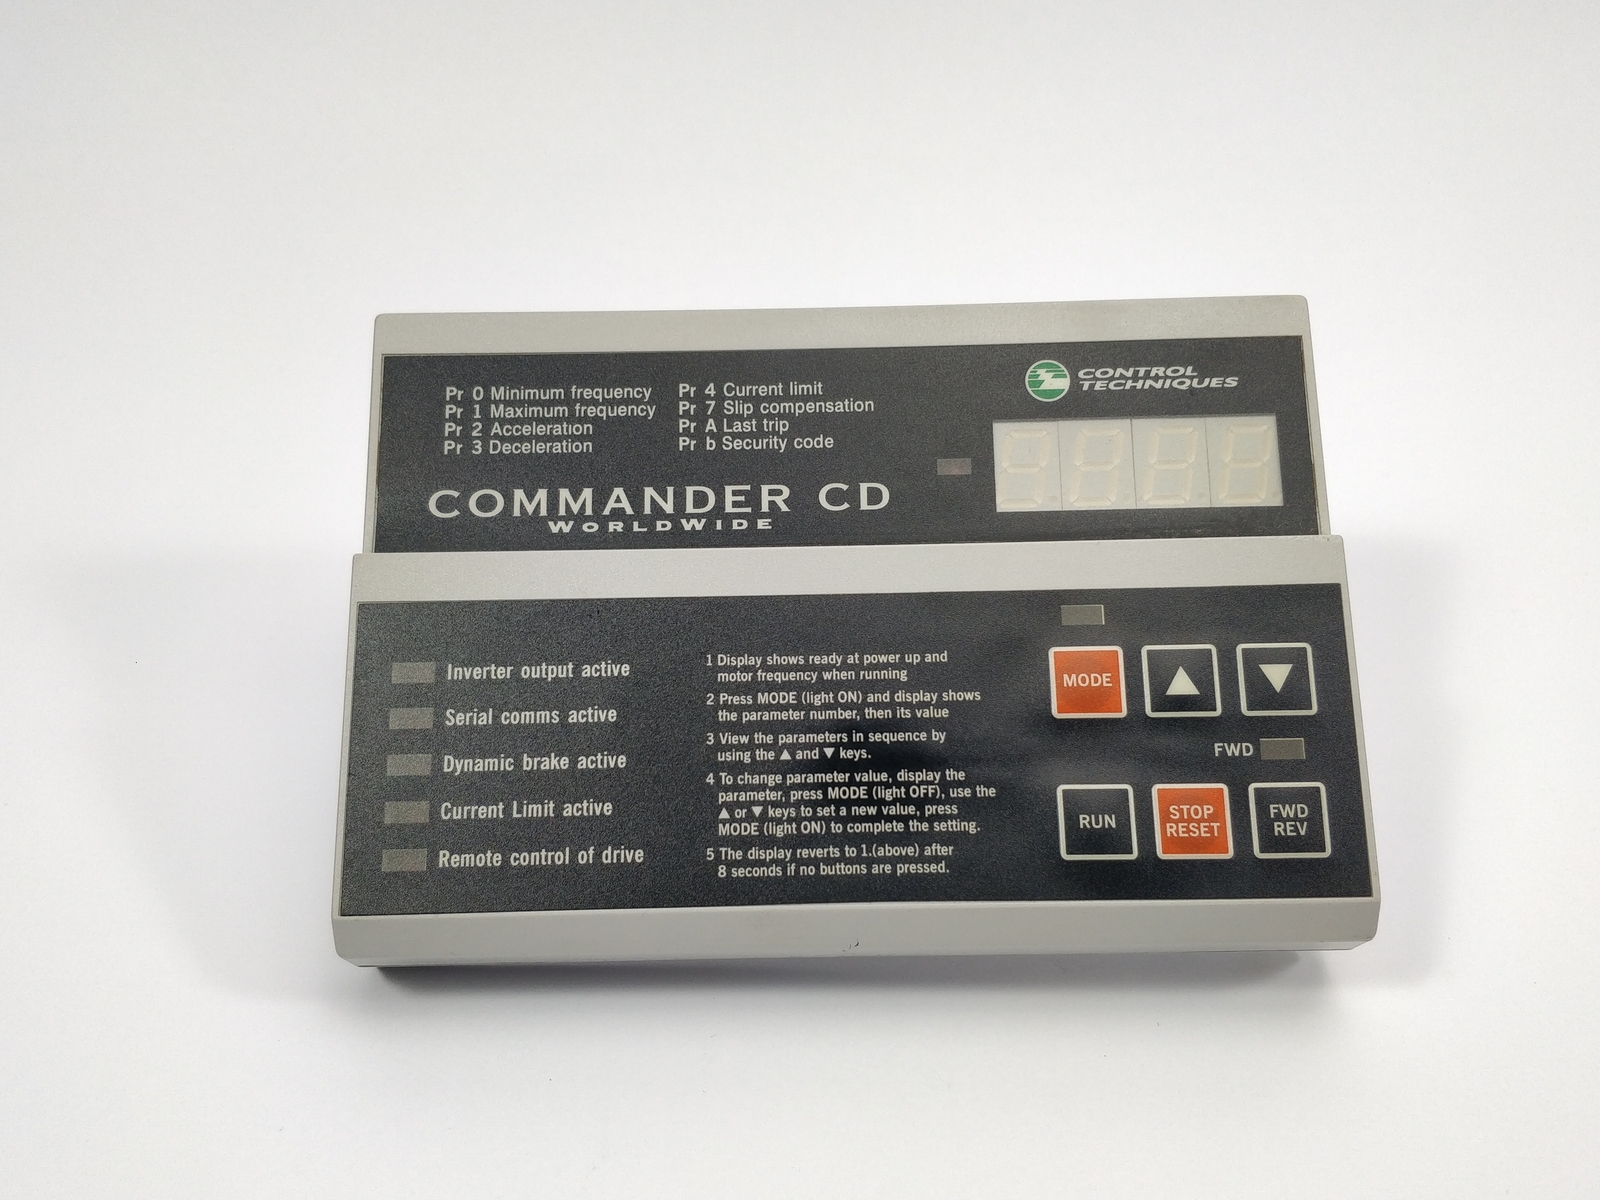 Pr 0 Minimum frequency
Pr 1 Maximum frequency
Pr 2 Acceleration
Pr 3 Deceleration
Pr 4 Current limit
Pr 7 Slip compensation
Pr A Last trip
Pr b Security code
CONTROL
TECHNIQUES
COMMANDER CD
WORLDWIDE
Inverter output active
Serial comms active
Dynamic brake active
Current Limit active
Remote control of drive
1 Display shows ready at power up and
motor frequency when running
2 Press MODE (light ON) and display shows
the parameter number, then its value
3 View the parameters in sequence by
using the ▲ and ▼ keys.
4 To change parameter value, display the
parameter, press MODE (light OFF), use the
▲ or ▼ keys to set a new value, press
MODE (light ON) to complete the setting.
5 The display reverts to 1.(above) after
8 seconds if no buttons are pressed.
MODE
▲
▼
FWD
RUN
STOP
RESET
FWD
REV